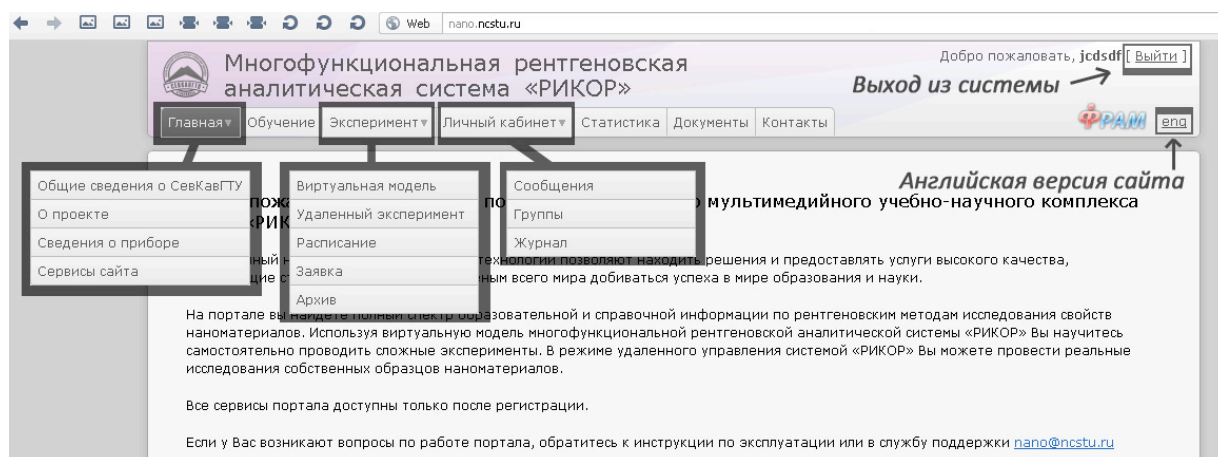 Web nano.ncstu.ru
Многофункциональная рентгеновская
аналитическая система «РИКОР»
Добро пожаловать, jcdsdf [ Выйти ]
Выход из системы
Главная Обучение Эксперимент Личный кабинет Статистика Документы Контакты
ФРАМ eng
Английская версия сайта
Общие сведения о СевКавГТУ
О проекте
Сведения о приборе
Сервисы сайта
Виртуальная модель
Удаленный эксперимент
Расписание
Заявка
Архив
Сообщения
Группы
Журнал
мультимедийного учебно-научного комплекса
технологии позволяют находить решения и предоставлять услуги высокого качества,
всего мира добиваться успеха в мире образования и науки.
На портале вы найдете полный спектр образовательной и справочной информации по рентгеновским методам исследования свойств
наноматериалов. Используя виртуальную модель многофункциональной рентгеновской аналитической системы «РИКОР» Вы научитесь
самостоятельно проводить сложные эксперименты. В режиме удаленного управления системой «РИКОР» Вы можете провести реальные
исследования собственных образцов наноматериалов.
Все сервисы портала доступны только после регистрации.
Если у Вас возникают вопросы по работе портала, обратитесь к инструкции по эксплуатации или в службу поддержки nano@ncstu.ru